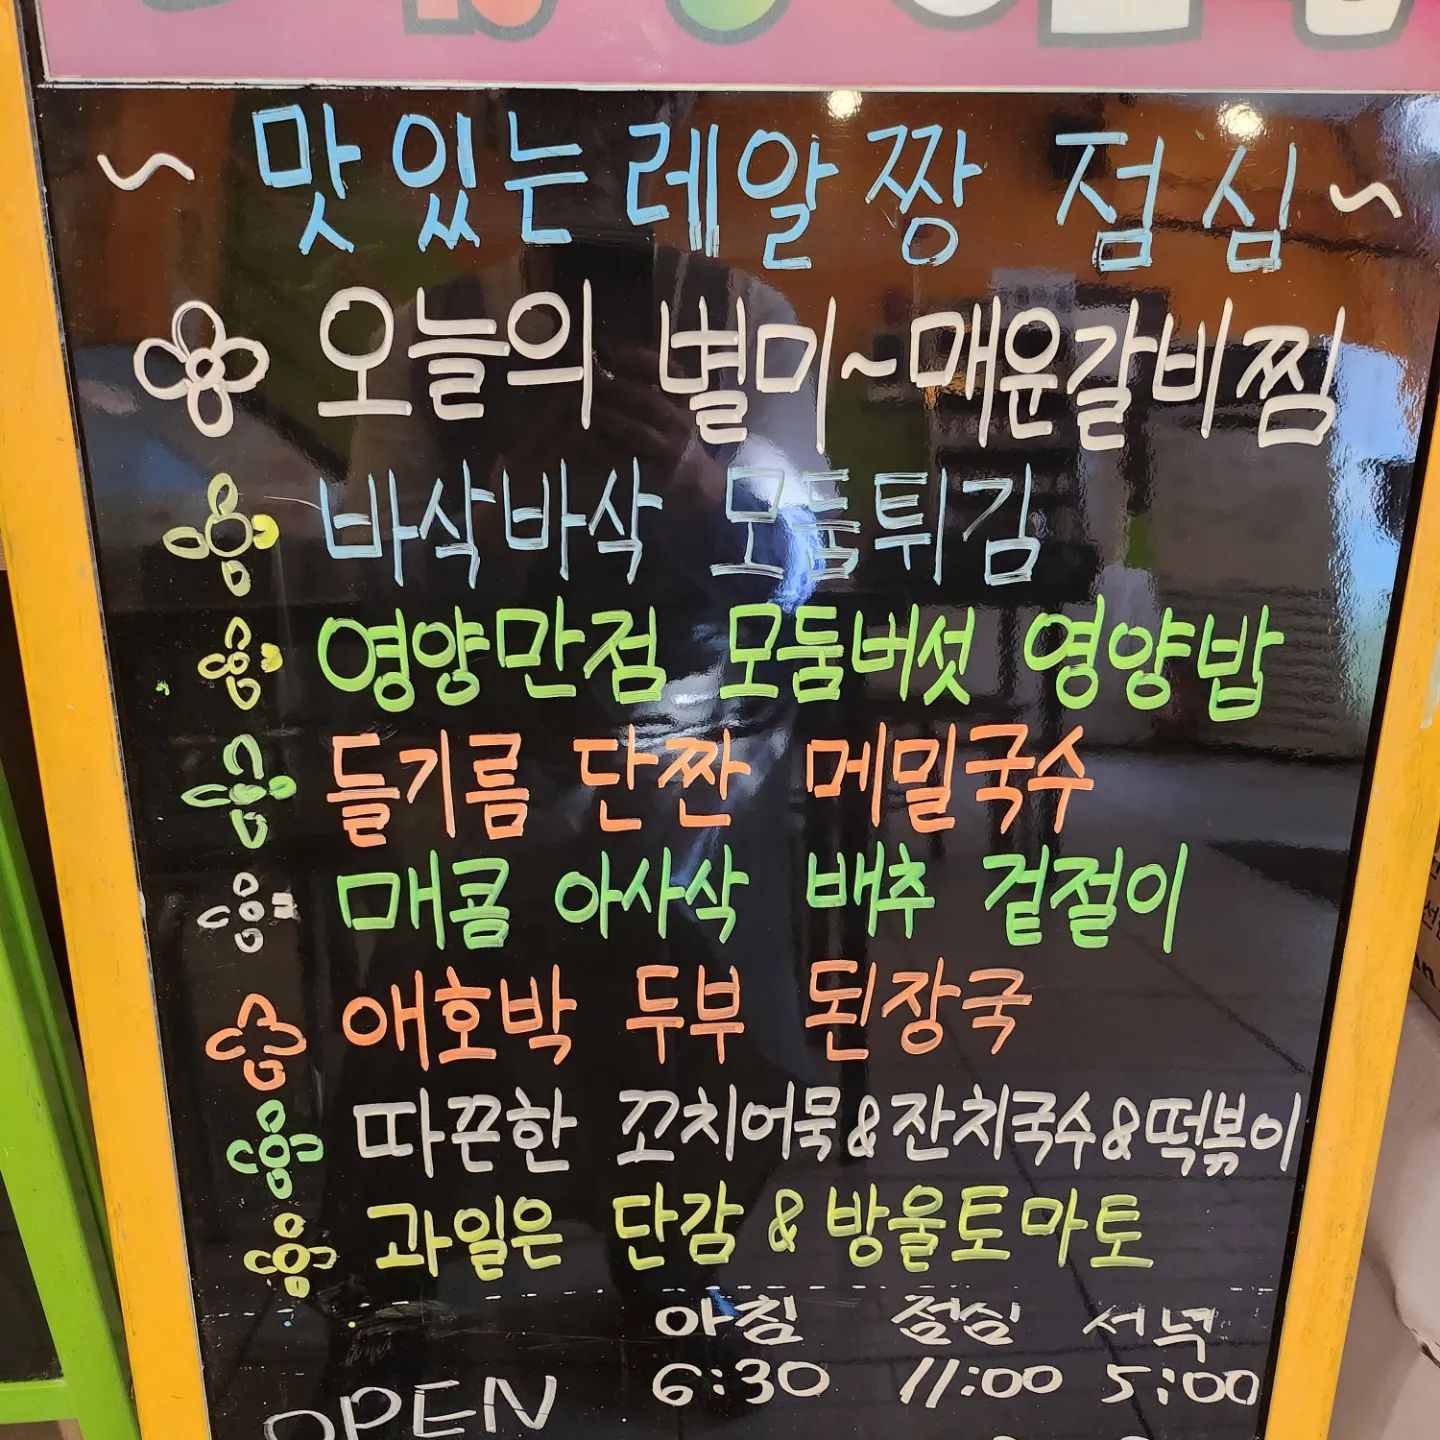 ~ 맛있는레알짱 점심 ~
오늘의 별미~매운갈비찜
바삭바삭 모둠튀김
영양만점 모둠버섯 영양밥
들기름 단짠 메밀국수
매콤 아사삭 배추 겉절이
애호박 두부 된장국
따끈한 꼬치어묵&잔치국수&떡볶이
과일은 단감 & 방울토마토
아침 점심 저녁
6:30 11:00 5:00
OPEN